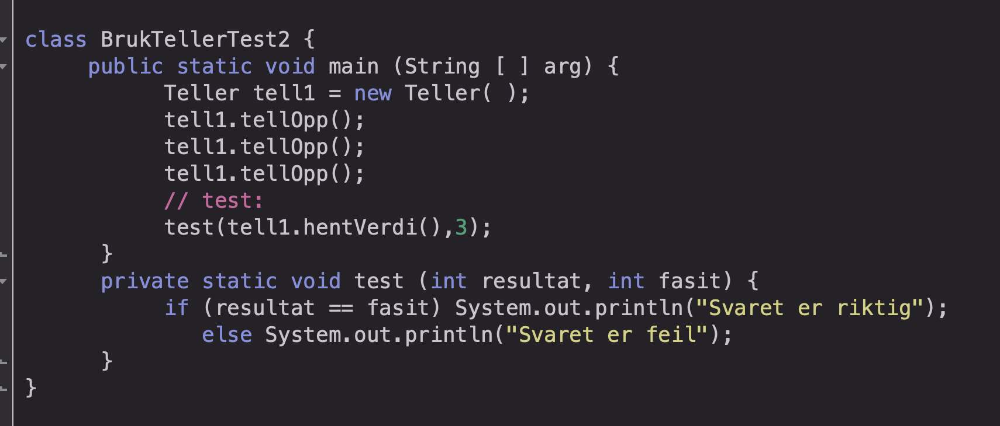 class BrukTellerTest2 {
public static void main (String [ ] arg) {
Teller tell1 = new Teller( );
tell1.tellOpp();
tell1.tellOpp();
tell1.tellOpp();
// test:
test(tell1.hentVerdi(),3);
}
private static void test (int resultat, int fasit) {
if (resultat == fasit) System.out.println("Svaret er riktig");
else System.out.println("Svaret er feil");
}
}